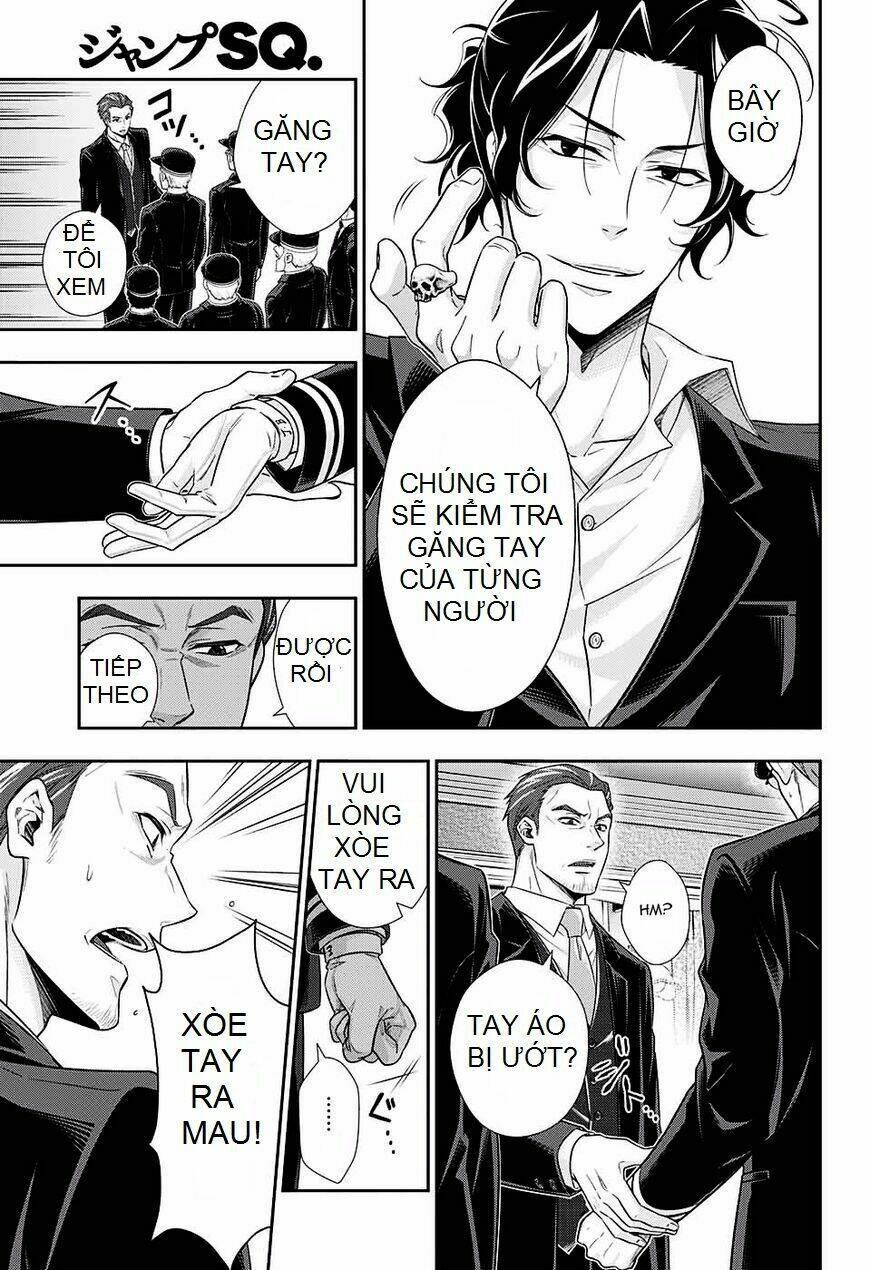 ジャンプSQ.
BÂY
GIỜ
CHÚNG TÔI
SẼ KIỂM TRA
GĂNG TAY
CỦA TỪNG
NGƯỜI
GĂNG
TAY?
ĐỂ
TÔI
XEM
ĐƯỢC
RỒI
TIẾP
THEO
HM?
TAY ÁO
BỊ ƯỚT?
VUI
LÒNG
XÒE
TAY RA
......
XÒE
TAY
RA
MAU!